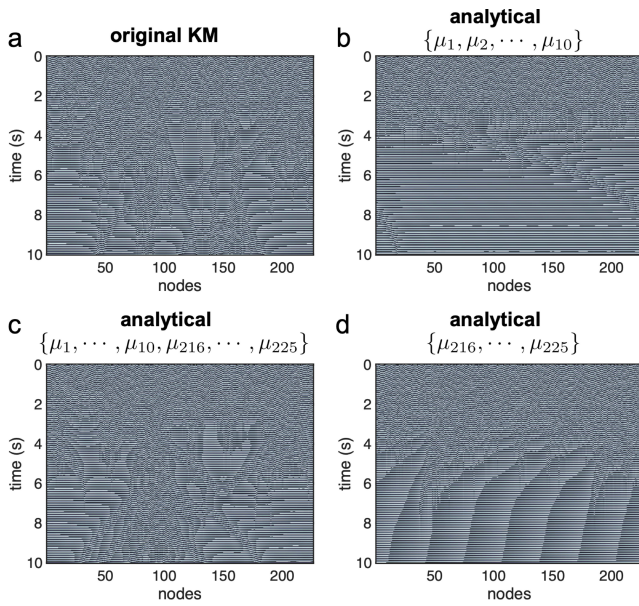 a
original KM
0
2
4
6
8
10
time (s)
50
100
150
200
nodes
b
analytical
{μ₁, μ₂, ⋯ , μ₁₀}
0
2
4
6
8
10
time (s)
50
100
150
200
nodes
c
analytical
{μ₁, ⋯ , μ₁₀, μ₂₁₆, ⋯ , μ₂₂₅}
0
2
4
6
8
10
time (s)
50
100
150
200
nodes
d
analytical
{μ₂₁₆, ⋯ , μ₂₂₅}
0
2
4
6
8
10
time (s)
50
100
150
200
nodes